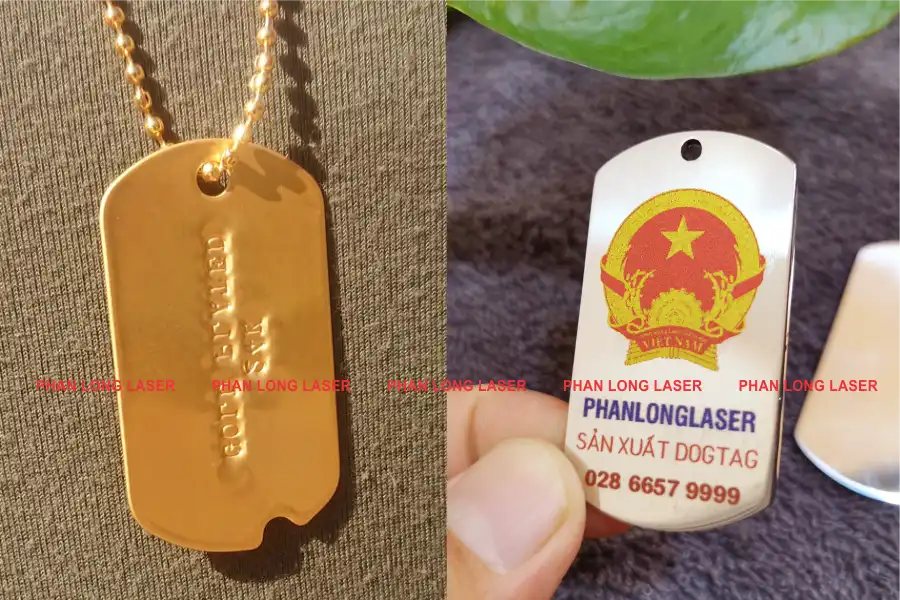 GOLD PLATED
VIỆT NAM
PHAN LONG LASER PHAN LONG LASER PHAN LONG LASER PHAN LONG LASER PHAN LONG LASER
PHANLONGLASER
SẢN XUẤT DOGTAG
028 6657 9999